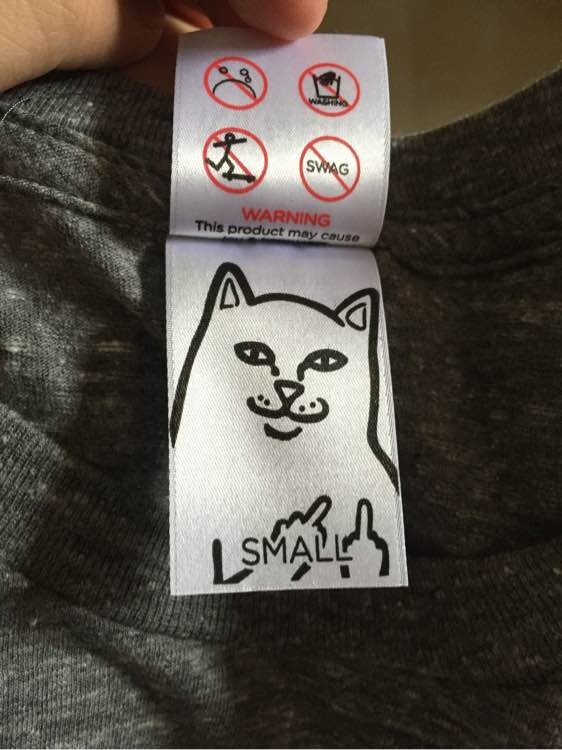 WASHING
SWAG
WARNING
This product may cause
SMALL